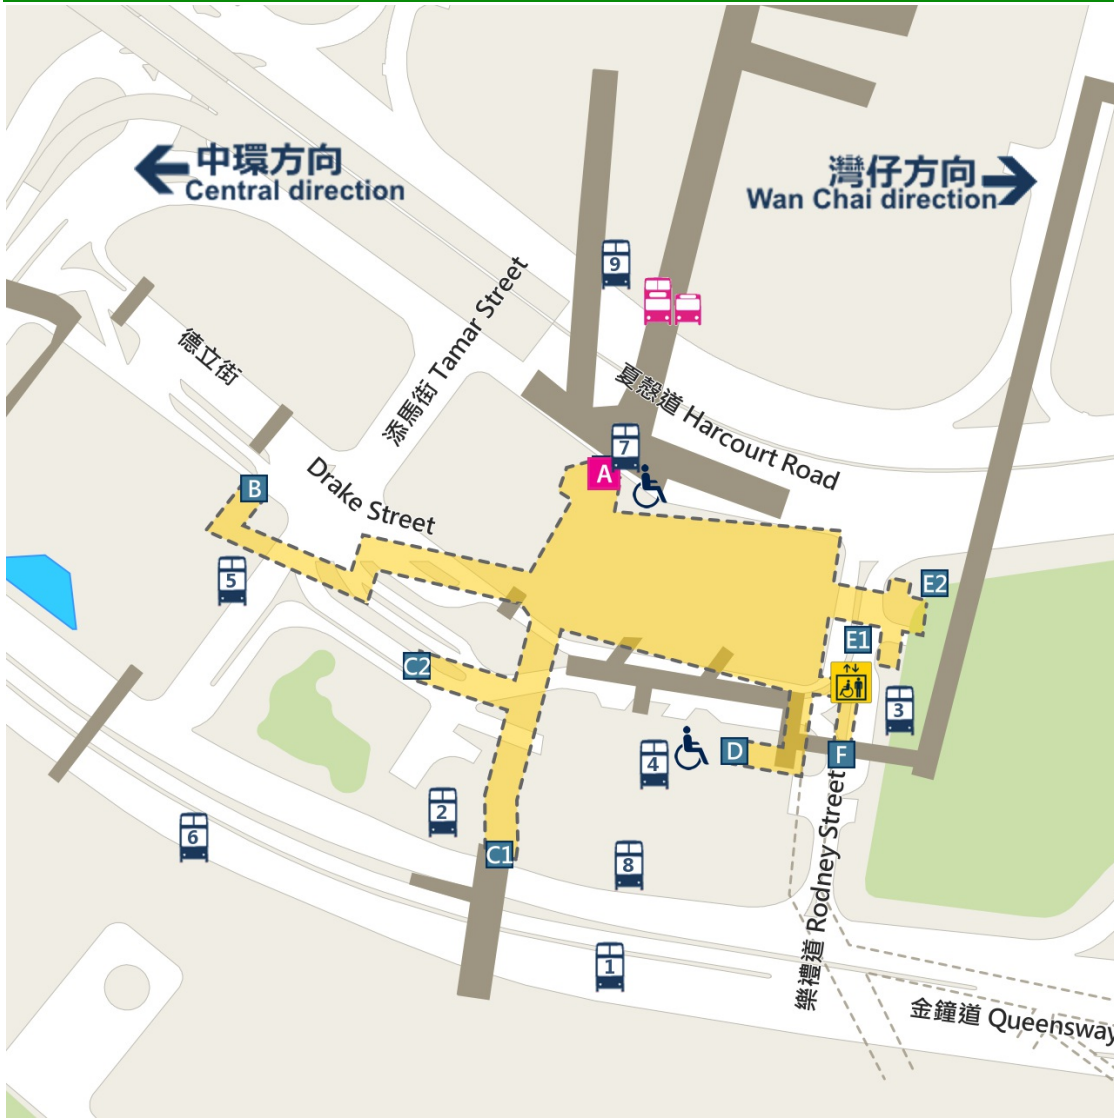 中環方向
Central direction
灣仔方向
Wan Chai direction
9
德立街
添馬街 Tamar Street
夏慤道 Harcourt Road
7
A
B
Drake Street
5
E2
E1
C2
3
D
4
F
2
6
C1
8
1
樂禮道 Rodney Street
金鐘道 Queensway